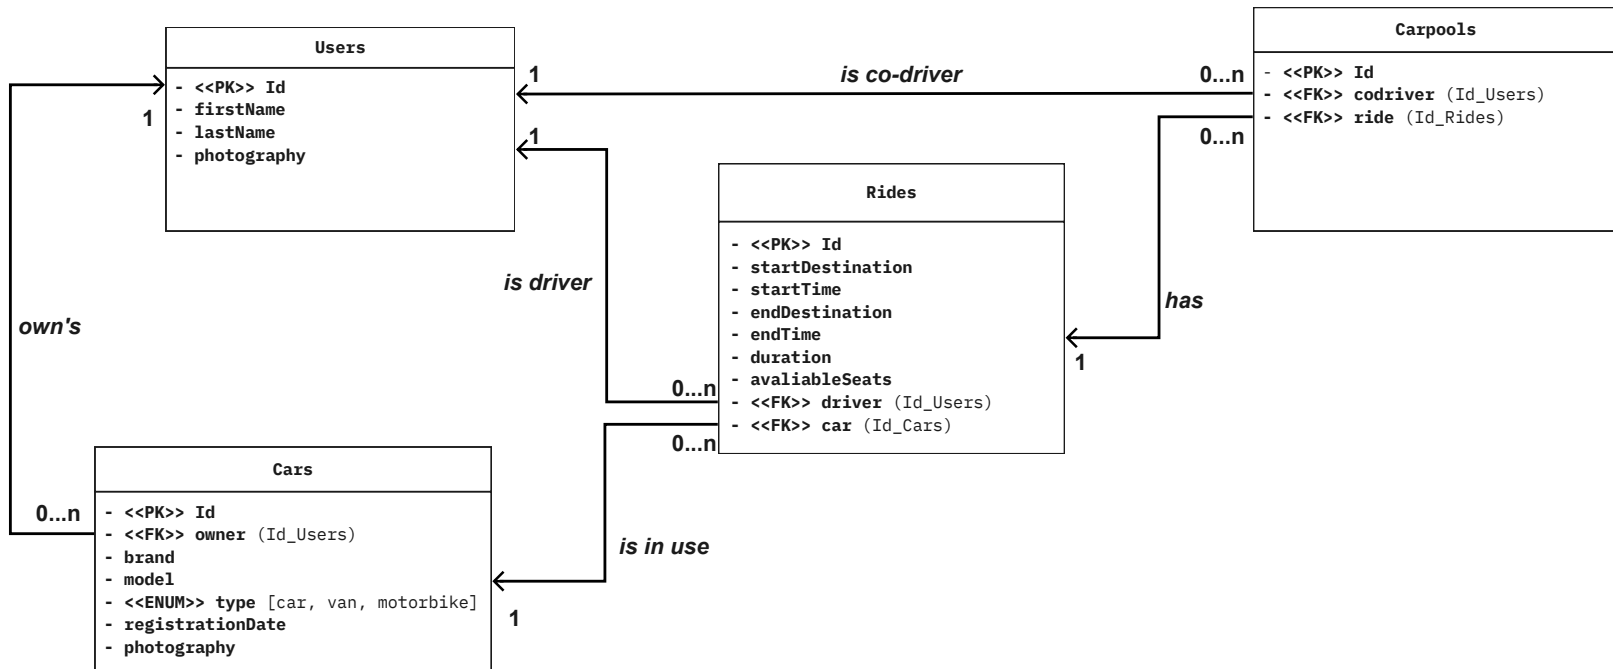 Users
- <<PK>> Id
- firstName
- lastName
- photography
Carpools
- <<PK>> Id
- <<FK>> codriver (Id_Users)
- <<FK>> ride (Id_Rides)
1
is co-driver
0...n
1
1
0...n
Rides
- <<PK>> Id
- startDestination
- startTime
- endDestination
- endTime
- duration
- avaliableSeats
- <<FK>> driver (Id_Users)
- <<FK>> car (Id_Cars)
is driver
has
own's
1
0...n
0...n
Cars
- <<PK>> Id
- <<FK>> owner (Id_Users)
- brand
- model
- <<ENUM>> type [car, van, motorbike]
- registrationDate
- photography
0...n
is in use
1